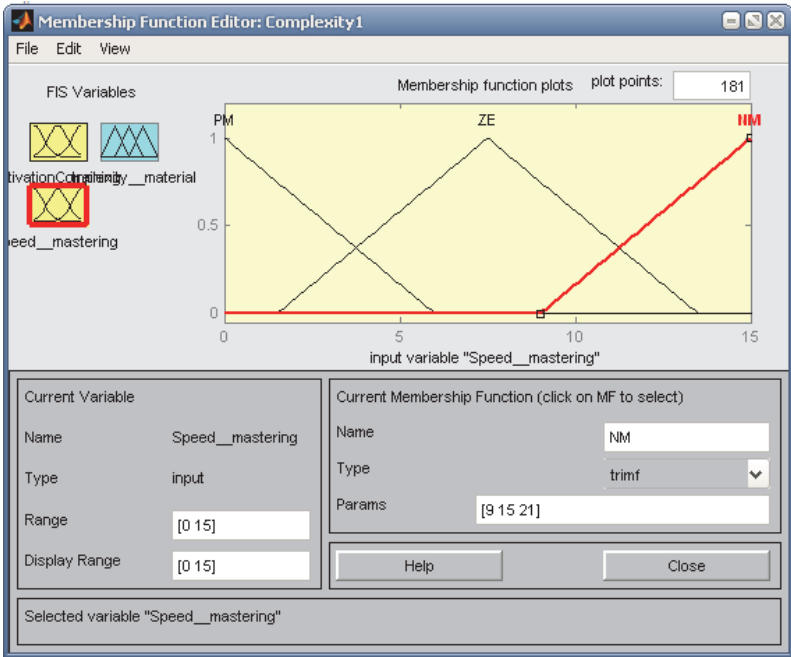 Membership Function Editor: Complexity1
File Edit View
FIS Variables
Membership function plots plot points: 181
PM ZE NM
1
0.5
0
0 5 10 15
input variable "Speed__mastering"
__material
eed__mastering
Current Variable
Name Speed__mastering
Type input
Range [0 15]
Display Range [0 15]
Current Membership Function (click on MF to select)
Name NM
Type trimf
Params [9 15 21]
Help Close
Selected variable "Speed__mastering"